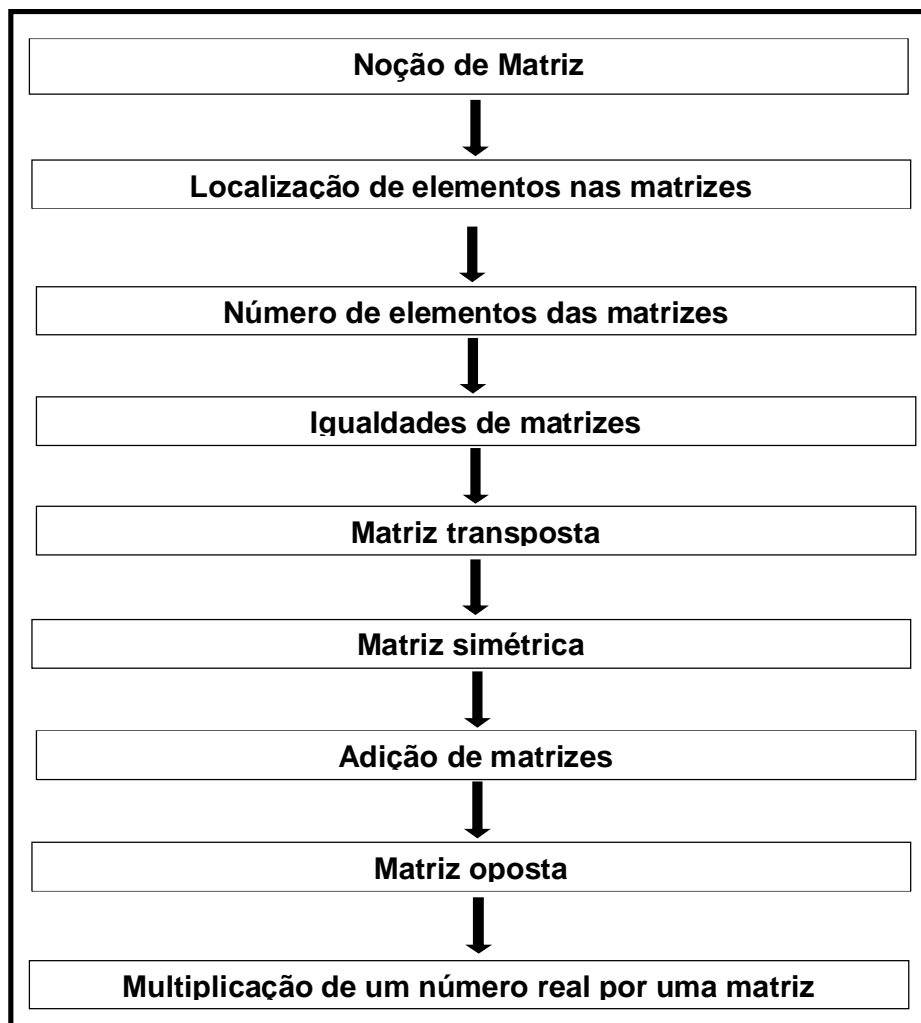 Noção de Matriz
Localização de elementos nas matrizes
Número de elementos das matrizes
Igualdades de matrizes
Matriz transposta
Matriz simétrica
Adição de matrizes
Matriz oposta
Multiplicação de um número real por uma matriz